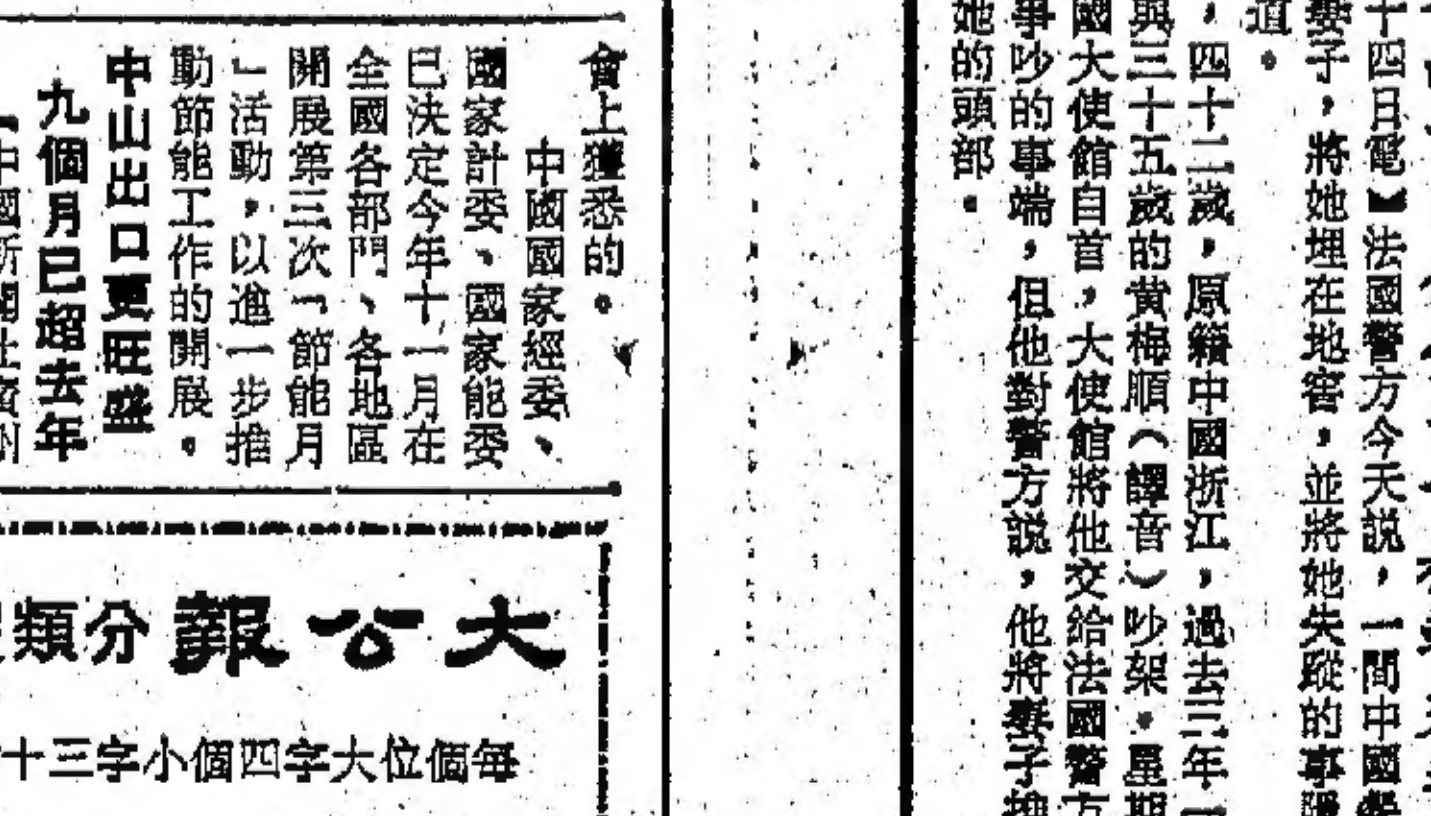 十四日電】法國警方今天説，一間中國餐
妻子，將她埋在地窖，並將她失蹤的事隱
道。
，四十二歲，原籍中國浙江，過去三年一
與三十五歲的黄梅順（譯音）吵架。星期
國大使館自首，大使館將他交給法國警方
事吵的事端，但他對警方説，他將妻子推
她的頭部。
會上獲悉的。
中國國家經委、
國家計委、國家能委
已決定今年十一月在
全國各部門、各地區
開展第三次「節能月
」活動，以進一步推
動節能工作的開展。
中山出口更旺盛
九個月已超去年
大公報分類
每個位大字四個小字三十